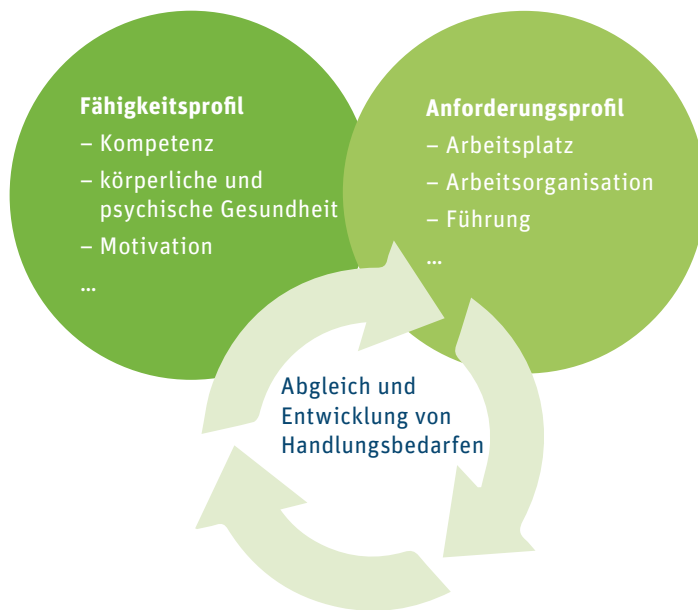 Fähigkeitsprofil
– Kompetenz
– körperliche und
psychische Gesundheit
– Motivation
...
Anforderungsprofil
– Arbeitsplatz
– Arbeitsorganisation
– Führung
...
Abgleich und
Entwicklung von
Handlungsbedarfen